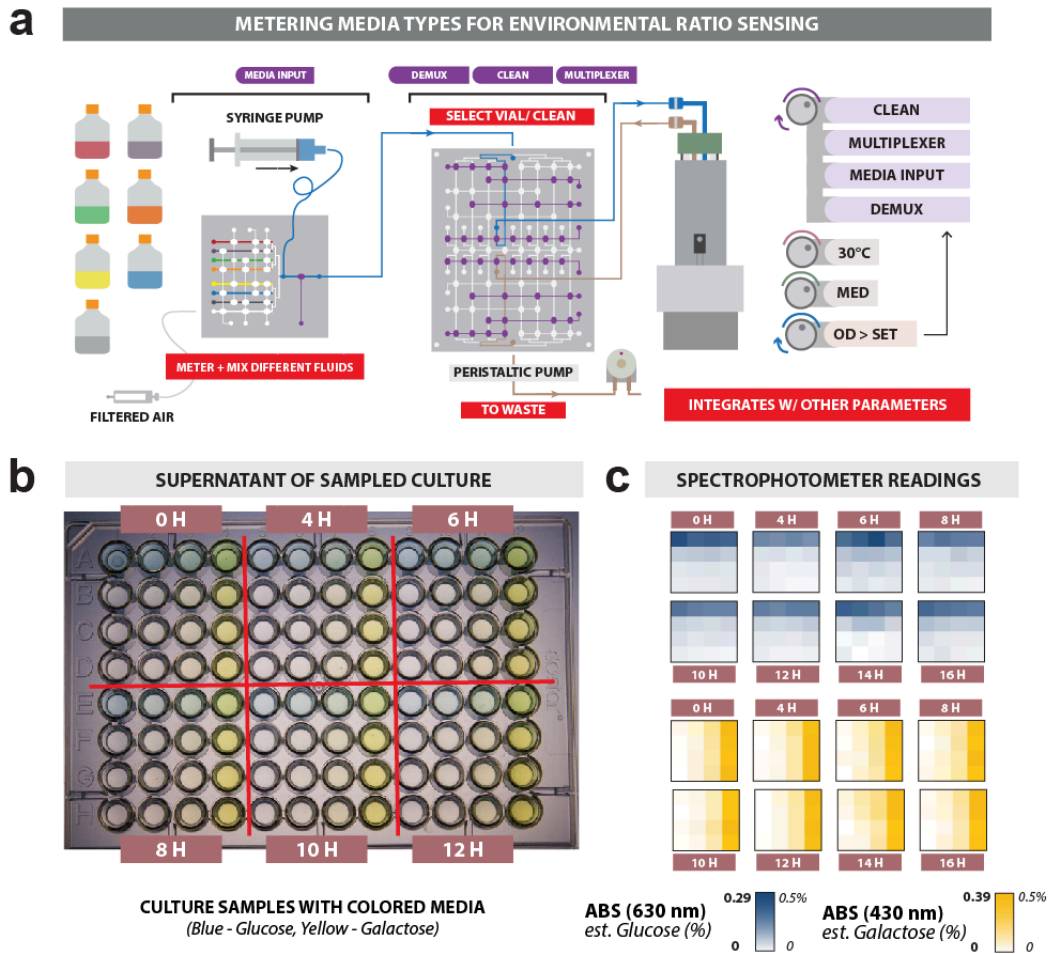 a
METERING MEDIA TYPES FOR ENVIRONMENTAL RATIO SENSING
MEDIA INPUT
DEMUX
CLEAN
MULTIPLEXER
SYRINGE PUMP
SELECT VIAL/ CLEAN
CLEAN
MULTIPLEXER
MEDIA INPUT
DEMUX
30°C
MED
OD > SET
METER + MIX DIFFERENT FLUIDS
PERISTALTIC PUMP
FILTERED AIR
TO WASTE
INTEGRATES W/ OTHER PARAMETERS
b
SUPERNATANT OF SAMPLED CULTURE
0 H 4 H 6 H
A
B
C
D
E
F
G
H
8 H 10 H 12 H
CULTURE SAMPLES WITH COLORED MEDIA
(Blue - Glucose, Yellow - Galactose)
c
SPECTROPHOTOMETER READINGS
0 H 4 H 6 H 8 H
10 H 12 H 14 H 16 H
0 H 4 H 6 H 8 H
10 H 12 H 14 H 16 H
ABS (630 nm)
est. Glucose (%)
0.29 0.5%
0 0
ABS (430 nm)
est. Galactose (%)
0.39 0.5%
0 0